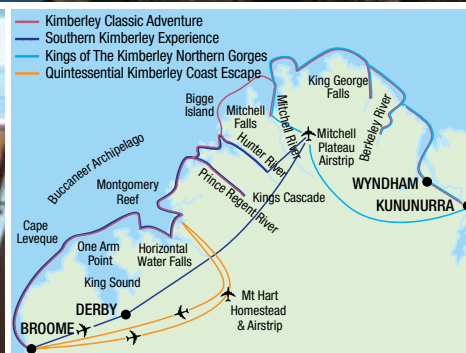 Kimberley Classic Adventure
Southern Kimberley Experience
Kings of The Kimberley Northern Gorges
Quintessential Kimberley Coast Escape
King George
Falls
Bigge
Island
Mitchell
Falls
Mitchell River
Berkeley River
Buccaneer Archipelago
Hunter River
Mitchell
Plateau
Airstrip
Montgomery
Reef
Prince Regent River
Kings Cascade
WYNDHAM
KUNUNURRA
Cape
Leveque
One Arm
Point
Horizontal
Water Falls
King Sound
DERBY
Mt Hart
Homestead
& Airstrip
BROOME